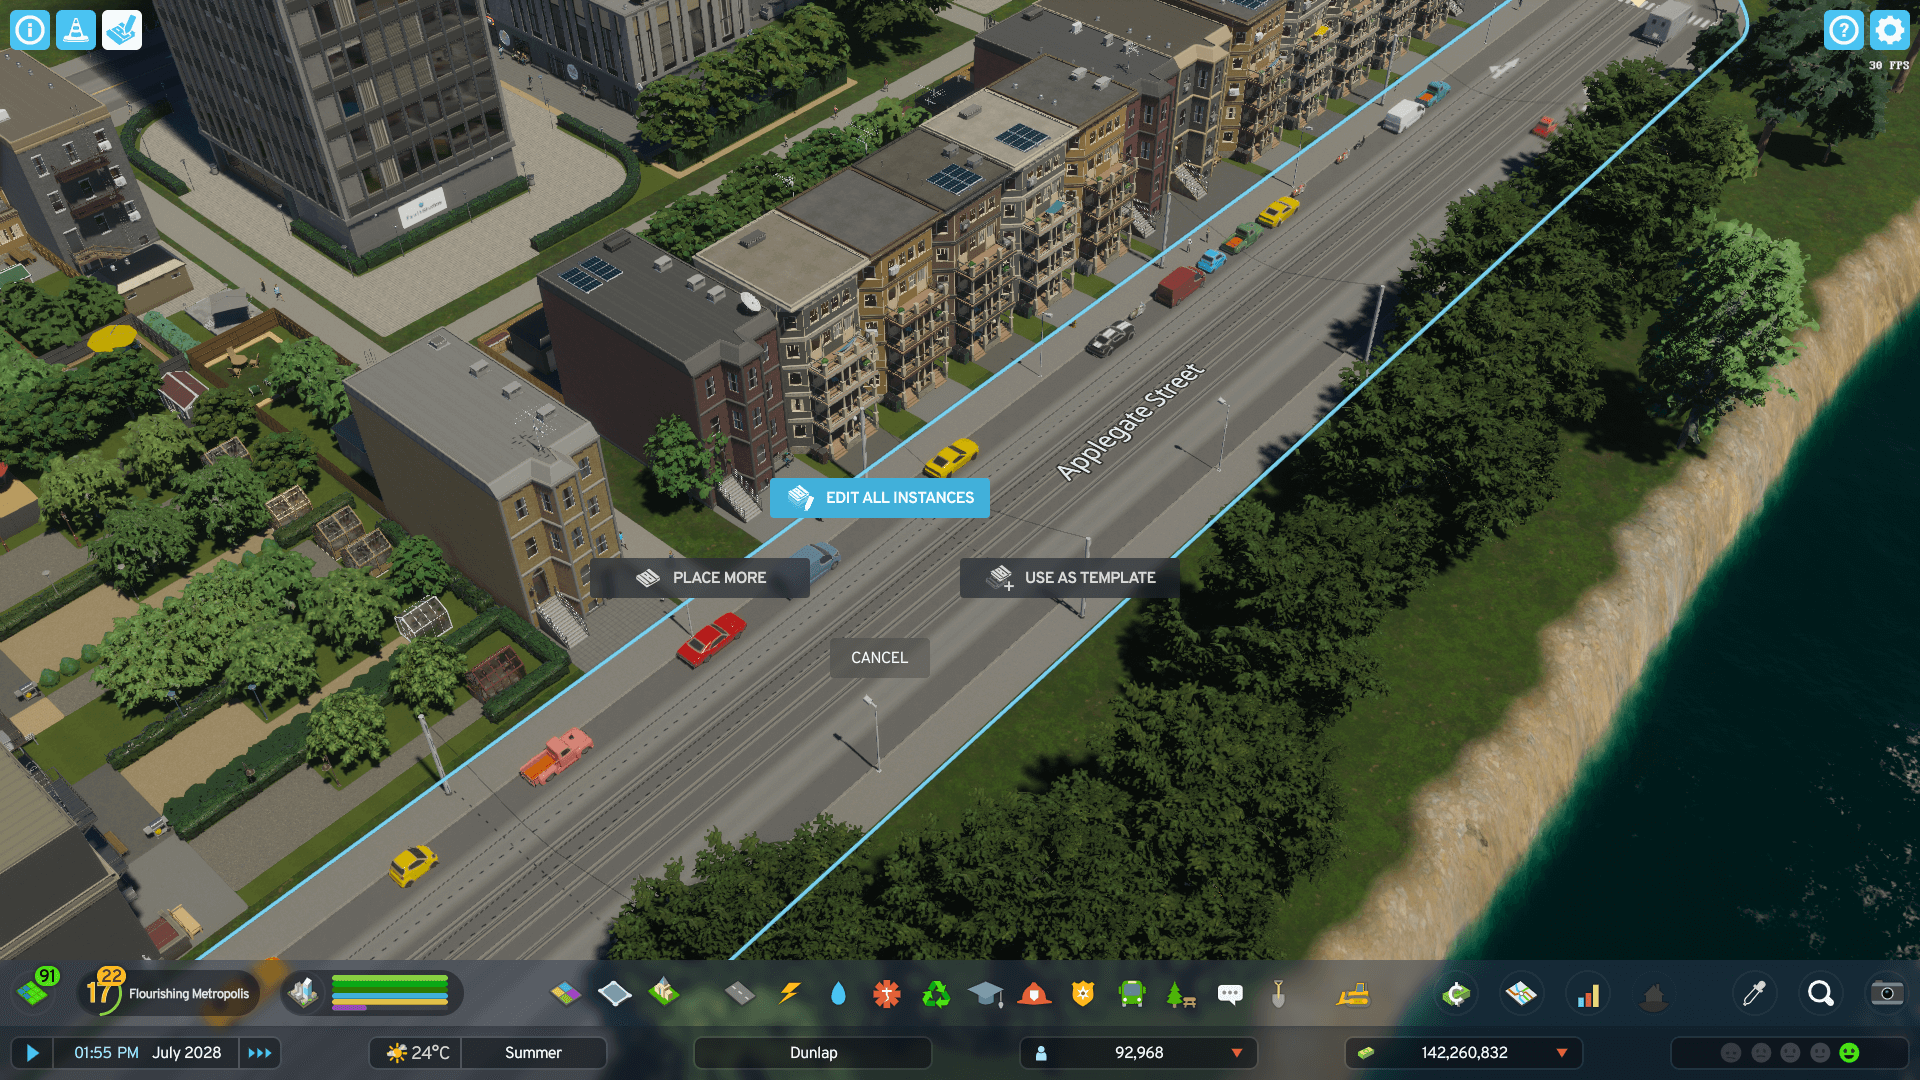 30 FPS
Applegate Street
EDIT ALL INSTANCES
PLACE MORE
USE AS TEMPLATE
CANCEL
91
22
17
Flourishing Metropolis
01:55 PM
July 2028
24°C
Summer
Dunlap
92,968
142,260,832